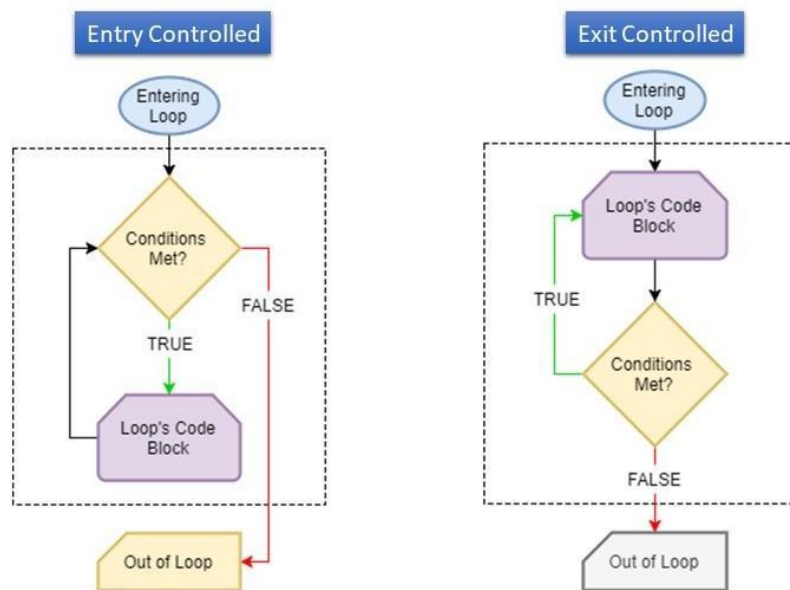 Entry Controlled
Entering
Loop
Conditions
Met?
FALSE
TRUE
Loop's Code
Block
Out of Loop
Exit Controlled
Entering
Loop
Loop's Code
Block
TRUE
Conditions
Met?
FALSE
Out of Loop